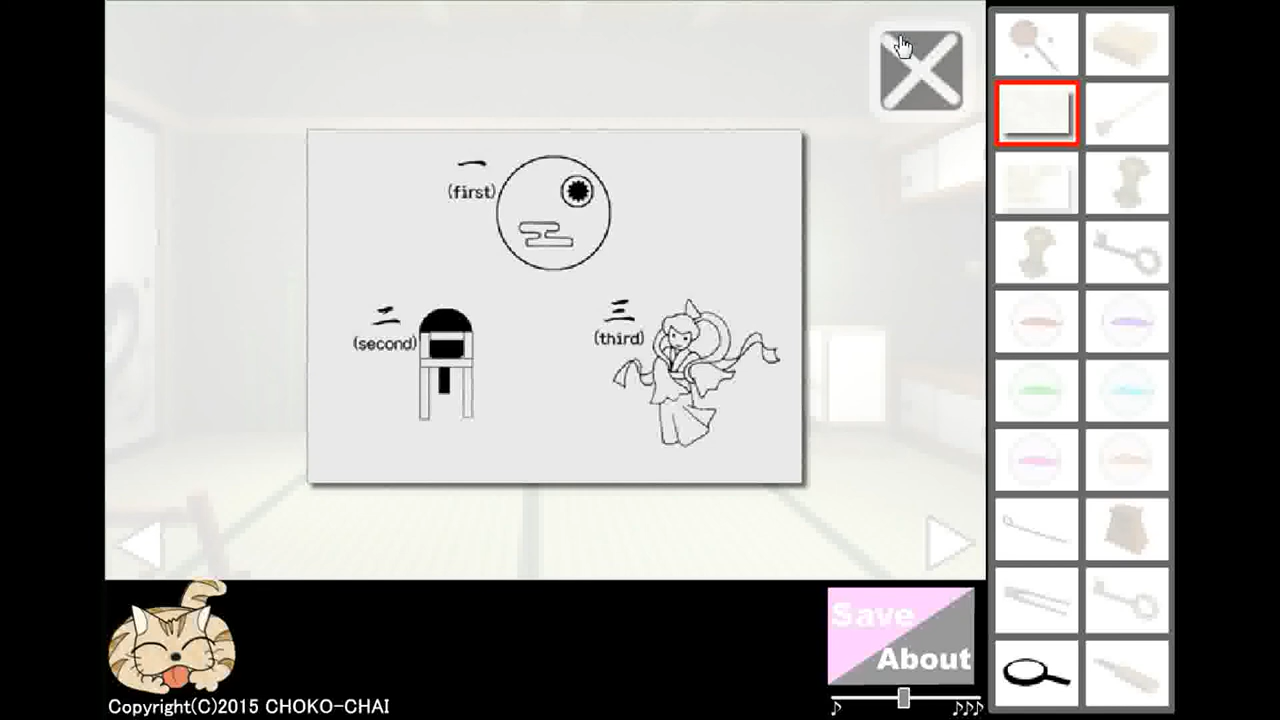 一
(first)
二
(second)
三
(third)
Save
About
Copyright(C)2015 CHOKO-CHAI